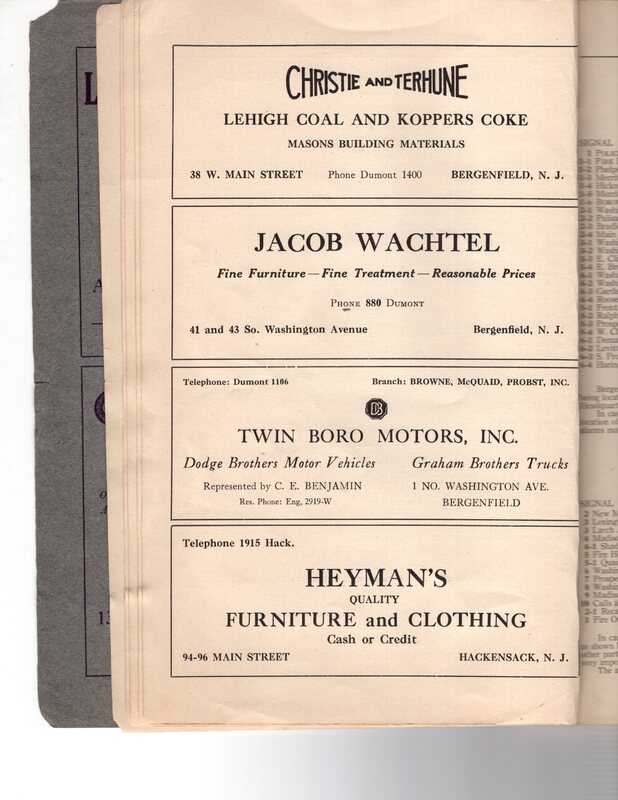 CHRISTIE AND TERHUNE
LEHIGH COAL AND KOPPERS COKE
MASONS BUILDING MATERIALS
38 W. MAIN STREET Phone Dumont 1400 BERGENFIELD, N. J.
JACOB WACHTEL
Fine Furniture—Fine Treatment—Reasonable Prices
PHONE 880 DUMONT
41 and 43 So. Washington Avenue Bergenfield, N. J.
Telephone: Dumont 1106 Branch: BROWNE, McQUAID, PROBST, INC.
DB
TWIN BORO MOTORS, INC.
Dodge Brothers Motor Vehicles Graham Brothers Trucks
Represented by C. E. BENJAMIN 1 NO. WASHINGTON AVE.
Res. Phone: Eng, 2919-W BERGENFIELD
Telephone 1915 Hack.
HEYMAN'S
QUALITY
FURNITURE and CLOTHING
Cash or Credit
94-96 MAIN STREET HACKENSACK, N. J.
SIGNAL
SIGNAL